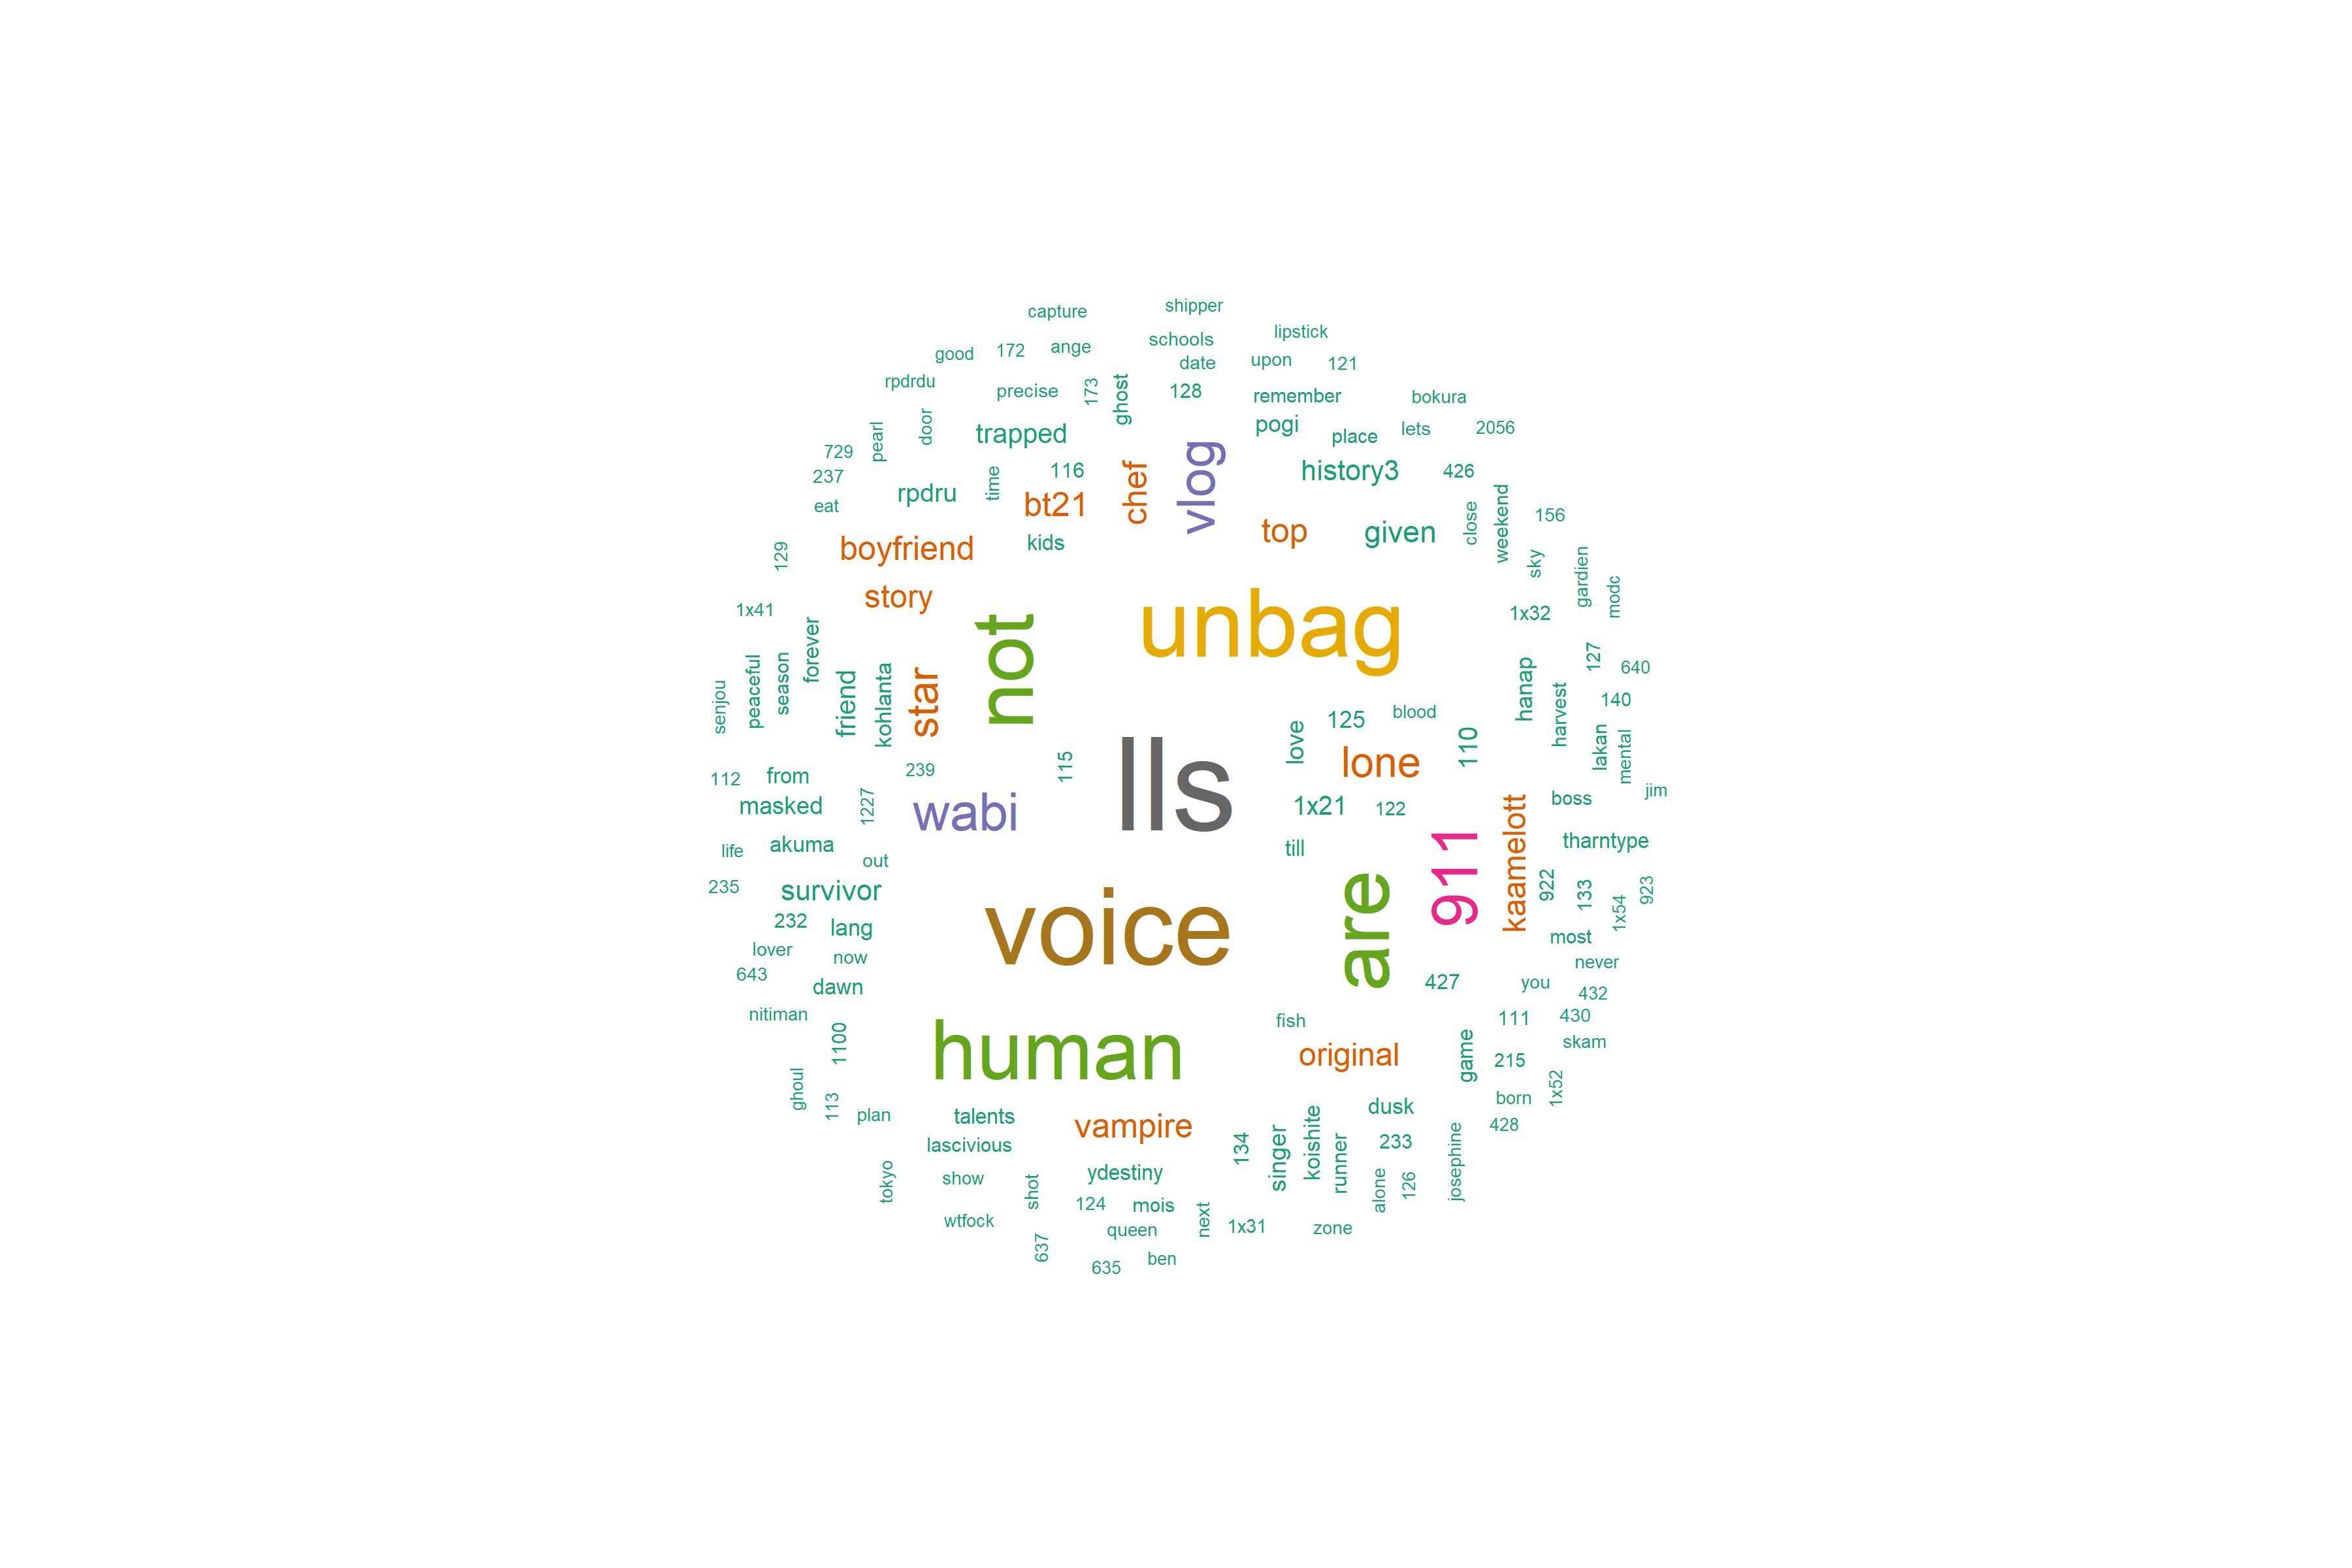 shipper
capture
lipstick
schools
ange
172
good
date
upon
121
rpdrdu
precise
173
ghost
128
remember
bokura
door
pearl
trapped
pogi
place
lets
2056
729
237
eat
rpdru
time
116
bt21
chef
vlog
history3
426
close
weekend
156
129
boyfriend
kids
top
given
sky
gardien
modc
story
1x41
not
unbag
1x32
forever
season
peaceful
senjou
friend
kohlanta
star
127
640
hanap
harvest
140
love
125
blood
lone
110
lakan
mental
112
from
239
115
lls
jim
masked
1227
wabi
1x21
122
boss
kaamelott
911
life
akuma
out
till
tharntype
235
survivor
are
922
133
1x54
923
232
lang
voice
most
lover
now
never
643
dawn
427
you
432
nitiman
1100
human
fish
111
430
original
game
215
skam
ghoul
113
plan
talents
vampire
dusk
born
1x52
428
lascivious
134
singer
koishite
runner
233
josephine
tokyo
show
shot
ydestiny
alone
126
wtfock
124
mois
next
queen
1x31
zone
637
635
ben